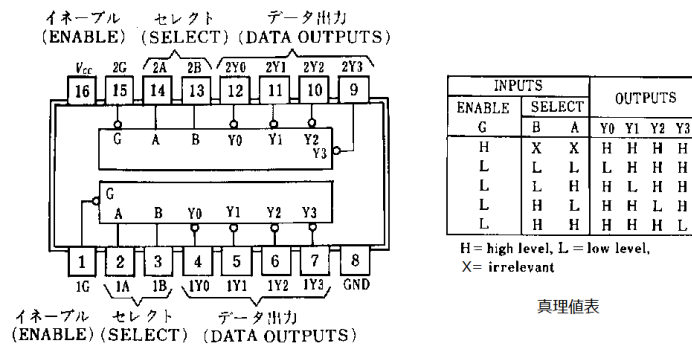 イネーブル セレクト データ出力
(ENABLE) (SELECT) (DATA OUTPUTS)
Vcc 2G 2A 2B 2Y0 2Y1 2Y2 2Y3
16 15 14 13 12 11 10 9
G A B Y0 Y1 Y2
Y3
G
A B Y0 Y1 Y2 Y3
1 2 3 4 5 6 7 8
1G 1A 1B 1Y0 1Y1 1Y2 1Y3 GND
イネーブル セレクト データ出力
(ENABLE) (SELECT) (DATA OUTPUTS)
INPUTS OUTPUTS
ENABLE SELECT
G B A Y0 Y1 Y2 Y3
H X X H H H H
L L L L H H H
L L H H L H H
L H L H H L H
L H H H H H L
H = high level, L = low level,
X = irrelevant
真理値表